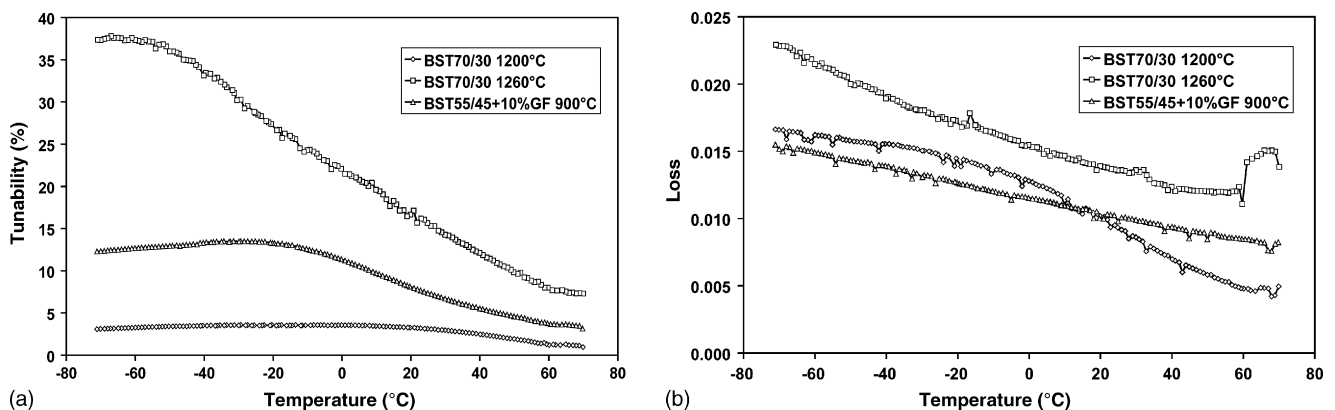 (a)
Tunability (%)
40
35
30
25
20
15
10
5
0
-80
-60
-40
-20
0
20
40
60
80
Temperature (°C)
BST70/30 1200°C
BST70/30 1260°C
BST55/45+10%GF 900°C
(b)
Loss
0.025
0.020
0.015
0.010
0.005
0.000
-80
-60
-40
-20
0
20
40
60
80
Temperature (°C)
BST70/30 1200°C
BST70/30 1260°C
BST55/45+10%GF 900°C